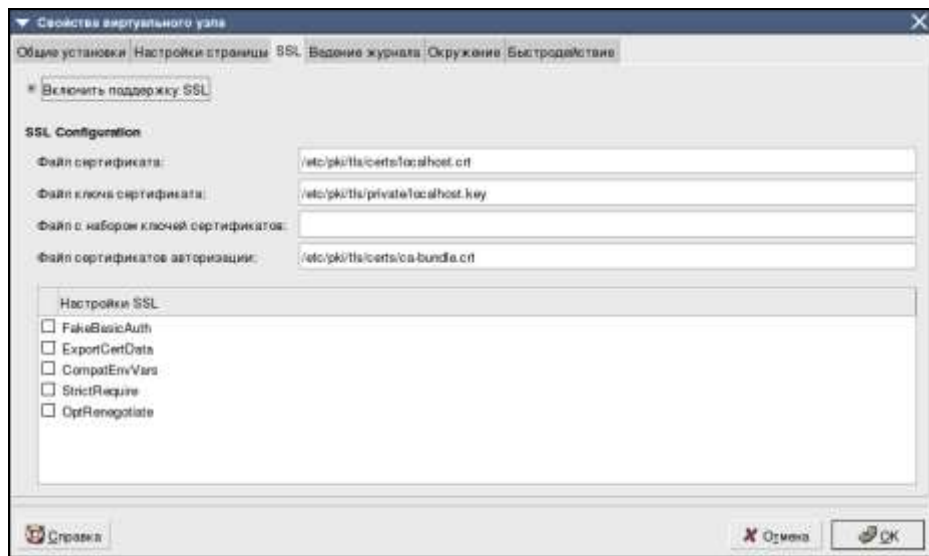 Свойства виртуального узла
Общие установки Настройки страницы SSL Ведение журнала Окружение Быстродействие
Включить поддержку SSL
SSL Configuration
Файл сертификата: /etc/pki/tls/certs/localhost.crt
Файл ключа сертификата: /etc/pki/tls/private/localhost.key
Файл с набором ключей сертификатов:
Файл сертификатов авторизации: /etc/pki/tls/certs/ca-bundle.crt
Настройки SSL
FakeBasicAuth
ExportCertData
CompatEnvVars
StrictRequire
OptRenegotiate
Справка Отмена OK